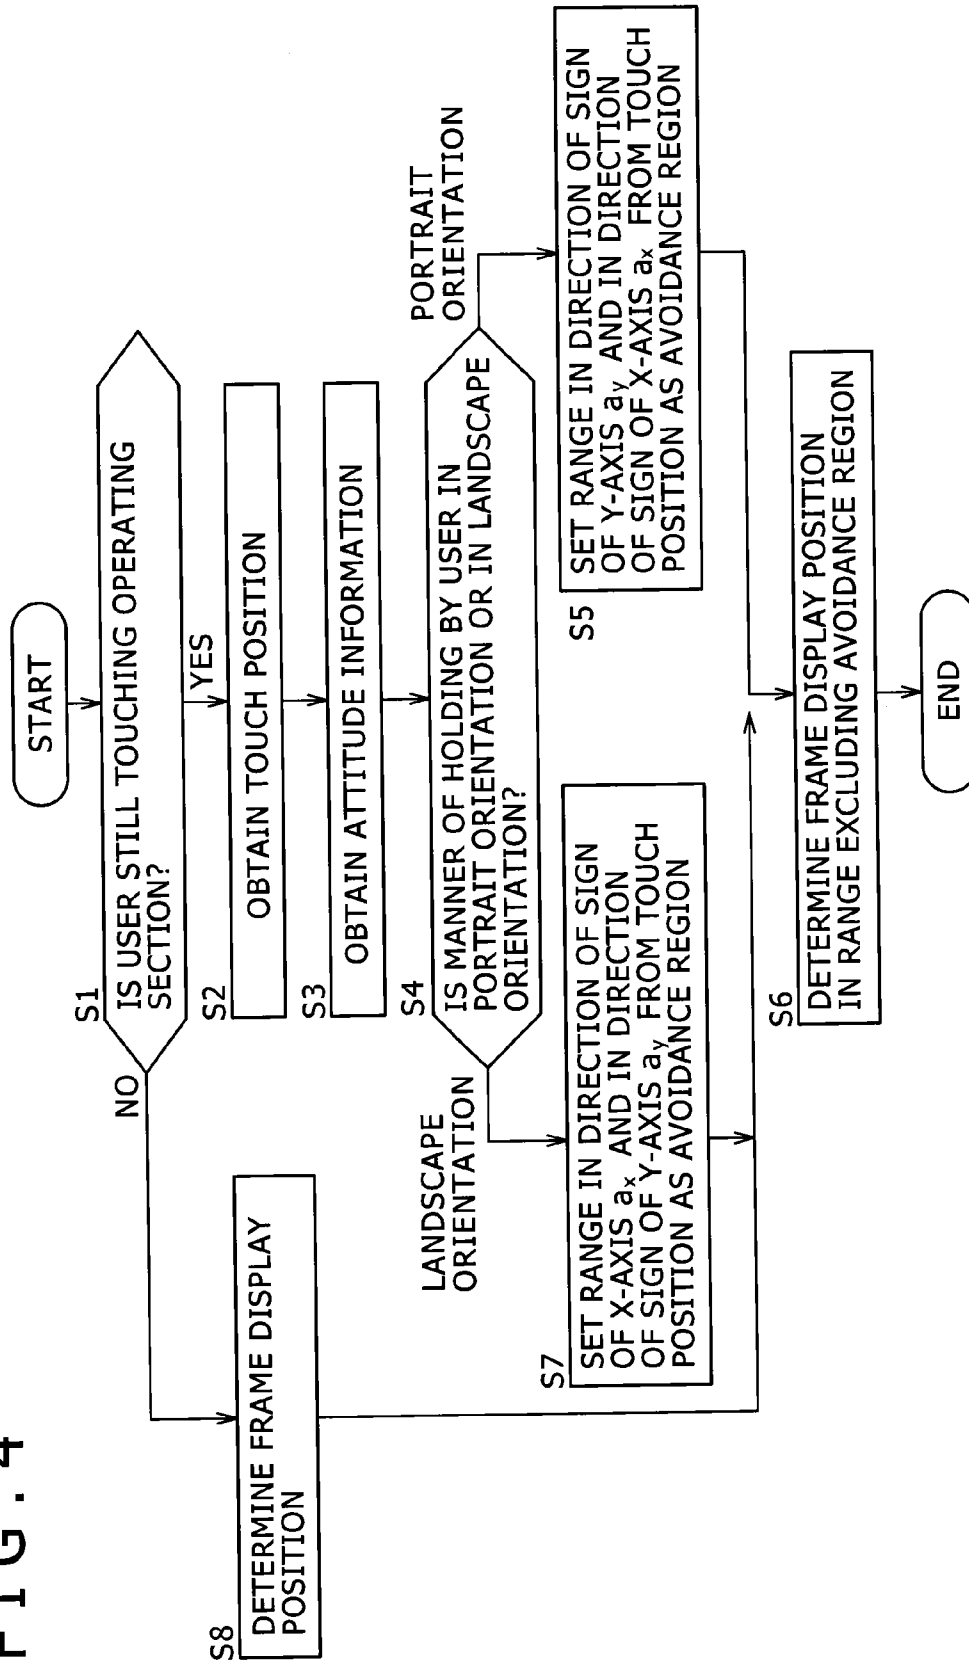 FIG. 4
START
S1
IS USER STILL TOUCHING OPERATING
SECTION?
NO
YES
S2
OBTAIN TOUCH POSITION
S3
OBTAIN ATTITUDE INFORMATION
S4
IS MANNER OF HOLDING BY USER IN
PORTRAIT ORIENTATION OR IN LANDSCAPE
ORIENTATION?
LANDSCAPE
ORIENTATION
PORTRAIT
ORIENTATION
S8
DETERMINE FRAME DISPLAY
POSITION
S7
SET RANGE IN DIRECTION OF SIGN
OF X-AXIS ax AND IN DIRECTION
OF SIGN OF Y-AXIS ay FROM TOUCH
POSITION AS AVOIDANCE REGION
S5
SET RANGE IN DIRECTION OF SIGN
OF Y-AXIS ay AND IN DIRECTION
OF SIGN OF X-AXIS ax FROM TOUCH
POSITION AS AVOIDANCE REGION
S6
DETERMINE FRAME DISPLAY POSITION
IN RANGE EXCLUDING AVOIDANCE REGION
END